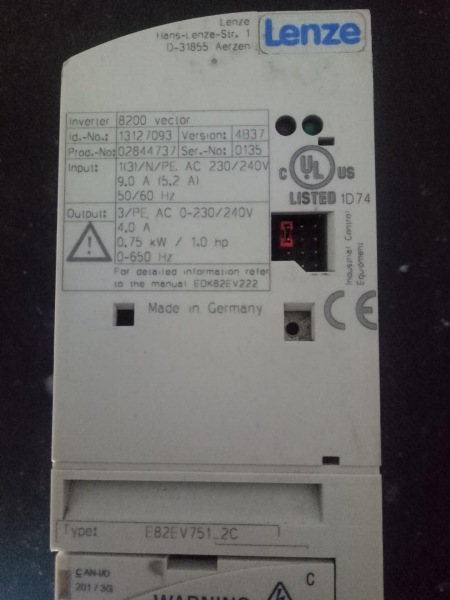 Lenze
Hans-Lenze-Str. 1
D-31855 Aerzen
Lenze
Inverter 8200 vector
Id.-No: 13127093 Version: 4B37
Prod.-No: 02844737 Ser.-No: 0135
Input: 1(3)/N/PE, AC 230/240V
9.0 A (5.2 A)
50/60 Hz
Output: 3/PE, AC 0-230/240V
4.0 A
0.75 kW / 1.0 hp
0-650 Hz
For detailed information refer
to the manual EDK82EV222
C UL US
LISTED 1D74
Industrial Control
Equipment
Made in Germany
CE
Type: E82EV751_2C
CAN-I/O
201 / 3G
WARNING
C